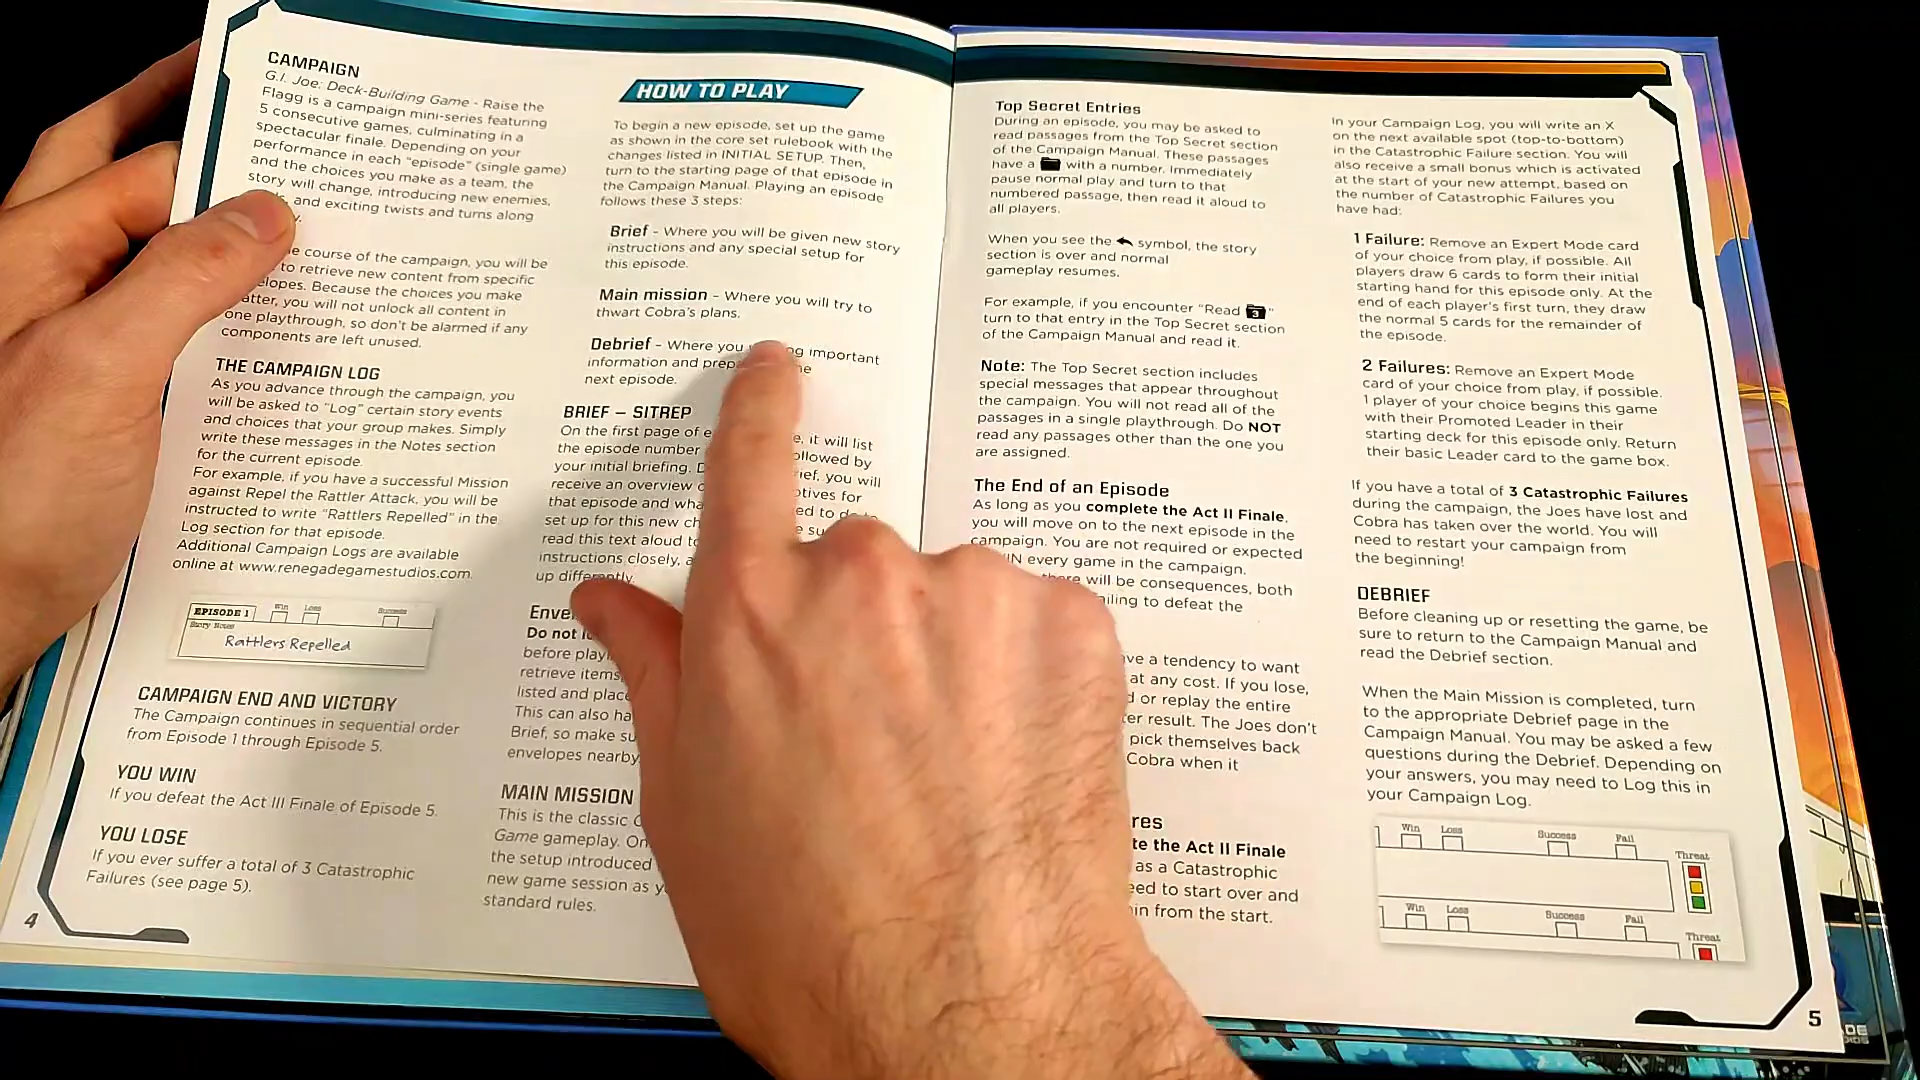 CAMPAIGN
G.I. Joe: Deck-Building Game - Raise the
Flagg is a campaign mini-series featuring
5 consecutive games, culminating in a
spectacular finale. Depending on your
performance in each "episode" (single game)
and the choices you make as a team, the
story will change, introducing new enemies,
and exciting twists and turns along
course of the campaign, you will be
to retrieve new content from specific
Because the choices you make
you will not unlock all content in
one playthrough, so don't be alarmed if any
components are left unused.
THE CAMPAIGN LOG
As you advance through the campaign, you
will be asked to "Log" certain story events
and choices that your group makes. Simply
write these messages in the Notes section
for the current episode.
For example, if you have a successful Mission
against Repel the Rattler Attack, you will be
instructed to write "Rattlers Repelled" in the
Log section for that episode.
Additional Campaign Logs are available
online at www.renegadegamestudios.com.
EPISODE 1 Win Loss Success
Story Notes
Rattlers Repelled
CAMPAIGN END AND VICTORY
The Campaign continues in sequential order
from Episode 1 through Episode 5.
YOU WIN
If you defeat the Act III Finale of Episode 5.
YOU LOSE
If you ever suffer a total of 3 Catastrophic
Failures (see page 5).
4
HOW TO PLAY
To begin a new episode, set up the game
as shown in the core set rulebook with the
changes listed in INITIAL SETUP. Then,
turn to the starting page of that episode in
the Campaign Manual. Playing an episode
follows these 3 steps:
Brief - Where you will be given new story
instructions and any special setup for
this episode.
Main mission - Where you will try to
thwart Cobra's plans.
Debrief - Where you important
information and
next episode.
BRIEF – SITREP
On the first page of it will list
the episode number
your initial briefing. you will
receive an overview for
that episode and
set up for this new
read this text aloud
instructions closely,
up differently.
Do not
before
retrieve items
listed and place
This can also
Brief, so make
envelopes nearby
MAIN MISSION
This is the classic
Game gameplay.
the setup introduced
new game session as
standard rules.
Top Secret Entries
During an episode, you may be asked to
read passages from the Top Secret section
of the Campaign Manual. These passages
have a with a number. Immediately
pause normal play and turn to that
numbered passage, then read it aloud to
all players.
When you see the symbol, the story
section is over and normal
gameplay resumes.
For example, if you encounter "Read 3"
turn to that entry in the Top Secret section
of the Campaign Manual and read it.
Note: The Top Secret section includes
special messages that appear throughout
the campaign. You will not read all of the
passages in a single playthrough. Do NOT
read any passages other than the one you
are assigned.
The End of an Episode
As long as you complete the Act II Finale,
you will move on to the next episode in the
campaign. You are not required or expected
every game in the campaign.
will be consequences, both
to defeat the
have a tendency to want
at any cost. If you lose,
or replay the entire
result. The Joes don't
pick themselves back
Cobra when it
the Act II Finale
as a Catastrophic
to start over and
from the start.
In your Campaign Log, you will write an X
on the next available spot (top-to-bottom)
in the Catastrophic Failure section. You will
also receive a small bonus which is activated
at the start of your new attempt, based on
the number of Catastrophic Failures you
have had:
1 Failure: Remove an Expert Mode card
of your choice from play, if possible. All
players draw 6 cards to form their initial
starting hand for this episode only. At the
end of each player's first turn, they draw
the normal 5 cards for the remainder of
the episode.
2 Failures: Remove an Expert Mode
card of your choice from play, if possible.
1 player of your choice begins this game
with their Promoted Leader in their
starting deck for this episode only. Return
their basic Leader card to the game box.
If you have a total of 3 Catastrophic Failures
during the campaign, the Joes have lost and
Cobra has taken over the world. You will
need to restart your campaign from
the beginning!
DEBRIEF
Before cleaning up or resetting the game, be
sure to return to the Campaign Manual and
read the Debrief section.
When the Main Mission is completed, turn
to the appropriate Debrief page in the
Campaign Manual. You may be asked a few
questions during the Debrief. Depending on
your answers, you may need to Log this in
your Campaign Log.
Win Loss Success Fail
Threat
Win Loss Success Fail
Threat
5